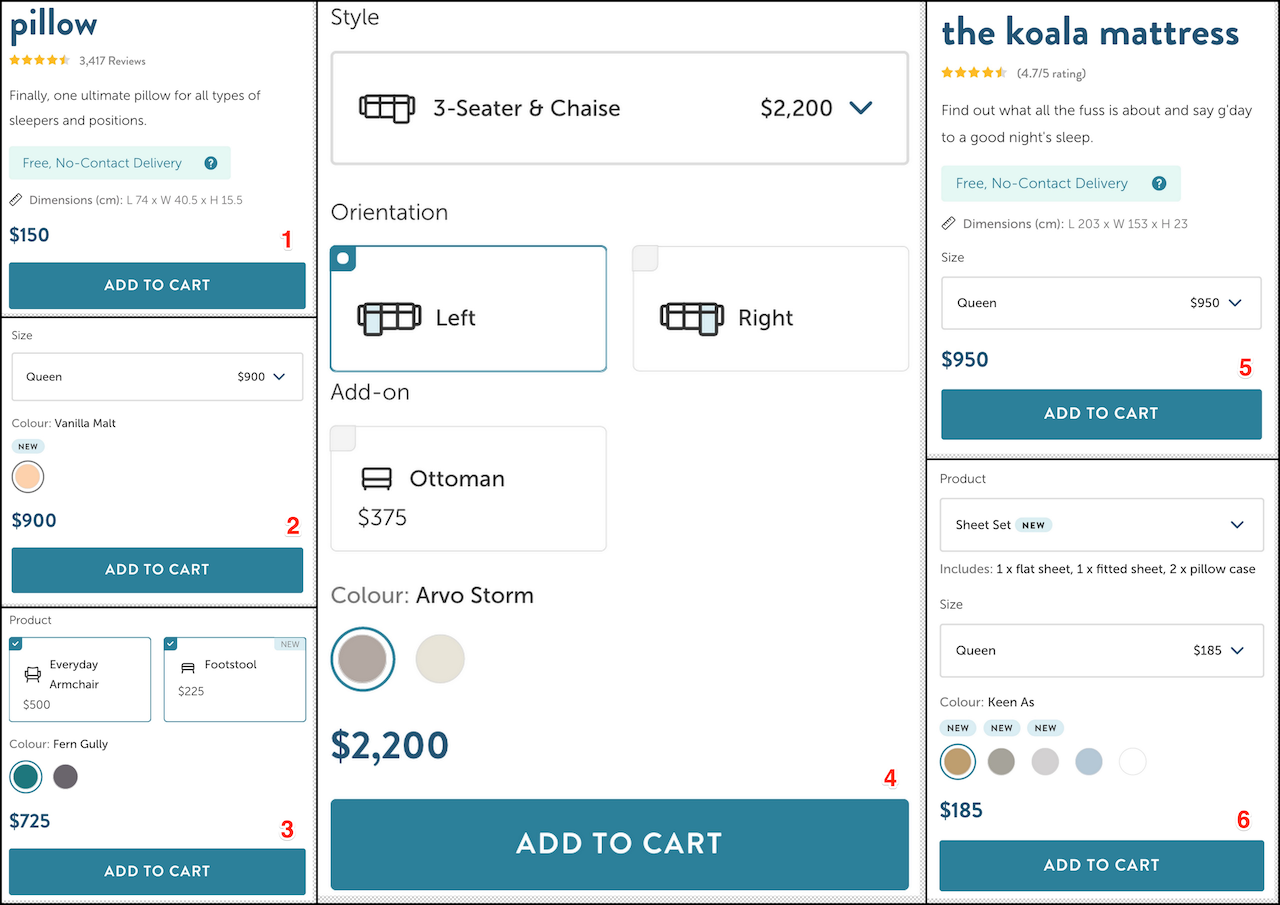 pillow
3,417 Reviews
Finally, one ultimate pillow for all types of
sleepers and positions.
Free, No-Contact Delivery ?
Dimensions (cm): L 74 x W 40.5 x H 15.5
$150
1
ADD TO CART
Size
Queen $900
Colour: Vanilla Malt
NEW
$900
2
ADD TO CART
Product
NEW
Everyday
Armchair
$500
Footstool
$225
Colour: Fern Gully
$725
3
ADD TO CART
Style
3-Seater & Chaise $2,200
Orientation
Left Right
Add-on
Ottoman
$375
Colour: Arvo Storm
$2,200
4
ADD TO CART
the koala mattress
(4.7/5 rating)
Find out what all the fuss is about and say g'day
to a good night's sleep.
Free, No-Contact Delivery ?
Dimensions (cm): L 203 x W 153 x H 23
Size
Queen $950
$950
5
ADD TO CART
Product
Sheet Set NEW
Includes: 1 x flat sheet, 1 x fitted sheet, 2 x pillow case
Size
Queen $185
Colour: Keen As
NEW NEW NEW
$185
6
ADD TO CART